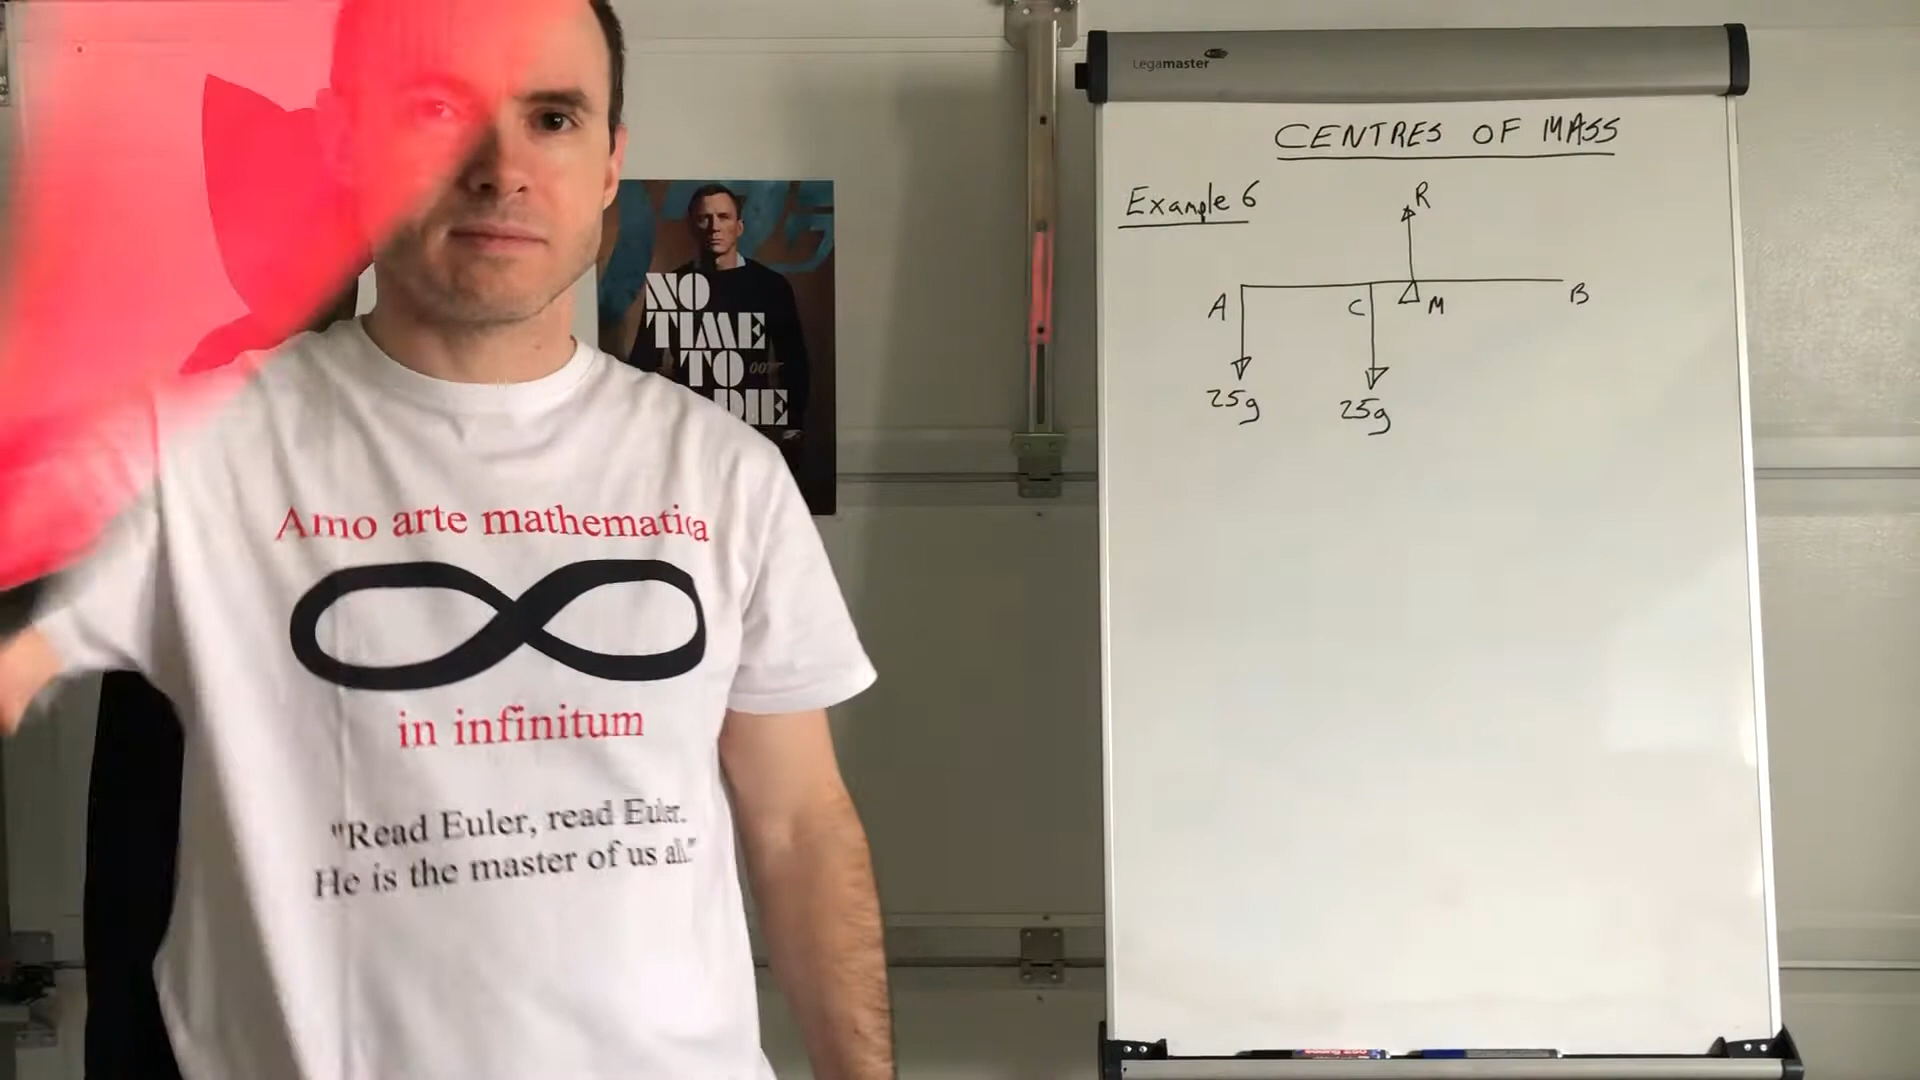 Legamaster
CENTRES OF MASS
Example 6
R
A
C
M
B
25g
25g
NO
TIME
TO
007
DIE
Amo arte mathematica
in infinitum
"Read Euler, read Euler.
He is the master of us all."